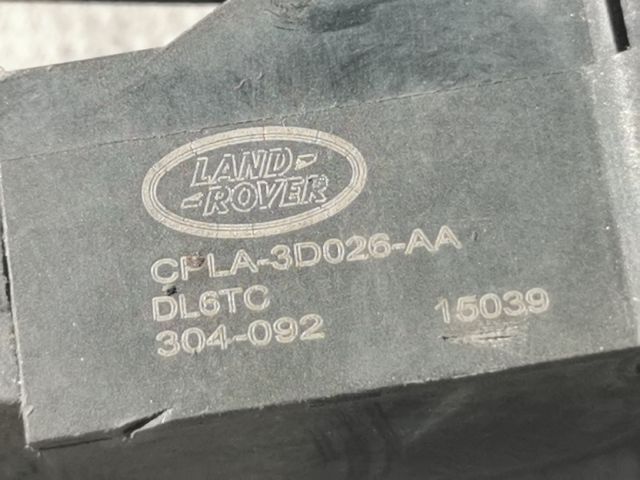 LAND-
-ROVER
CPLA-3D026-AA
DL6TC
304-092 15039